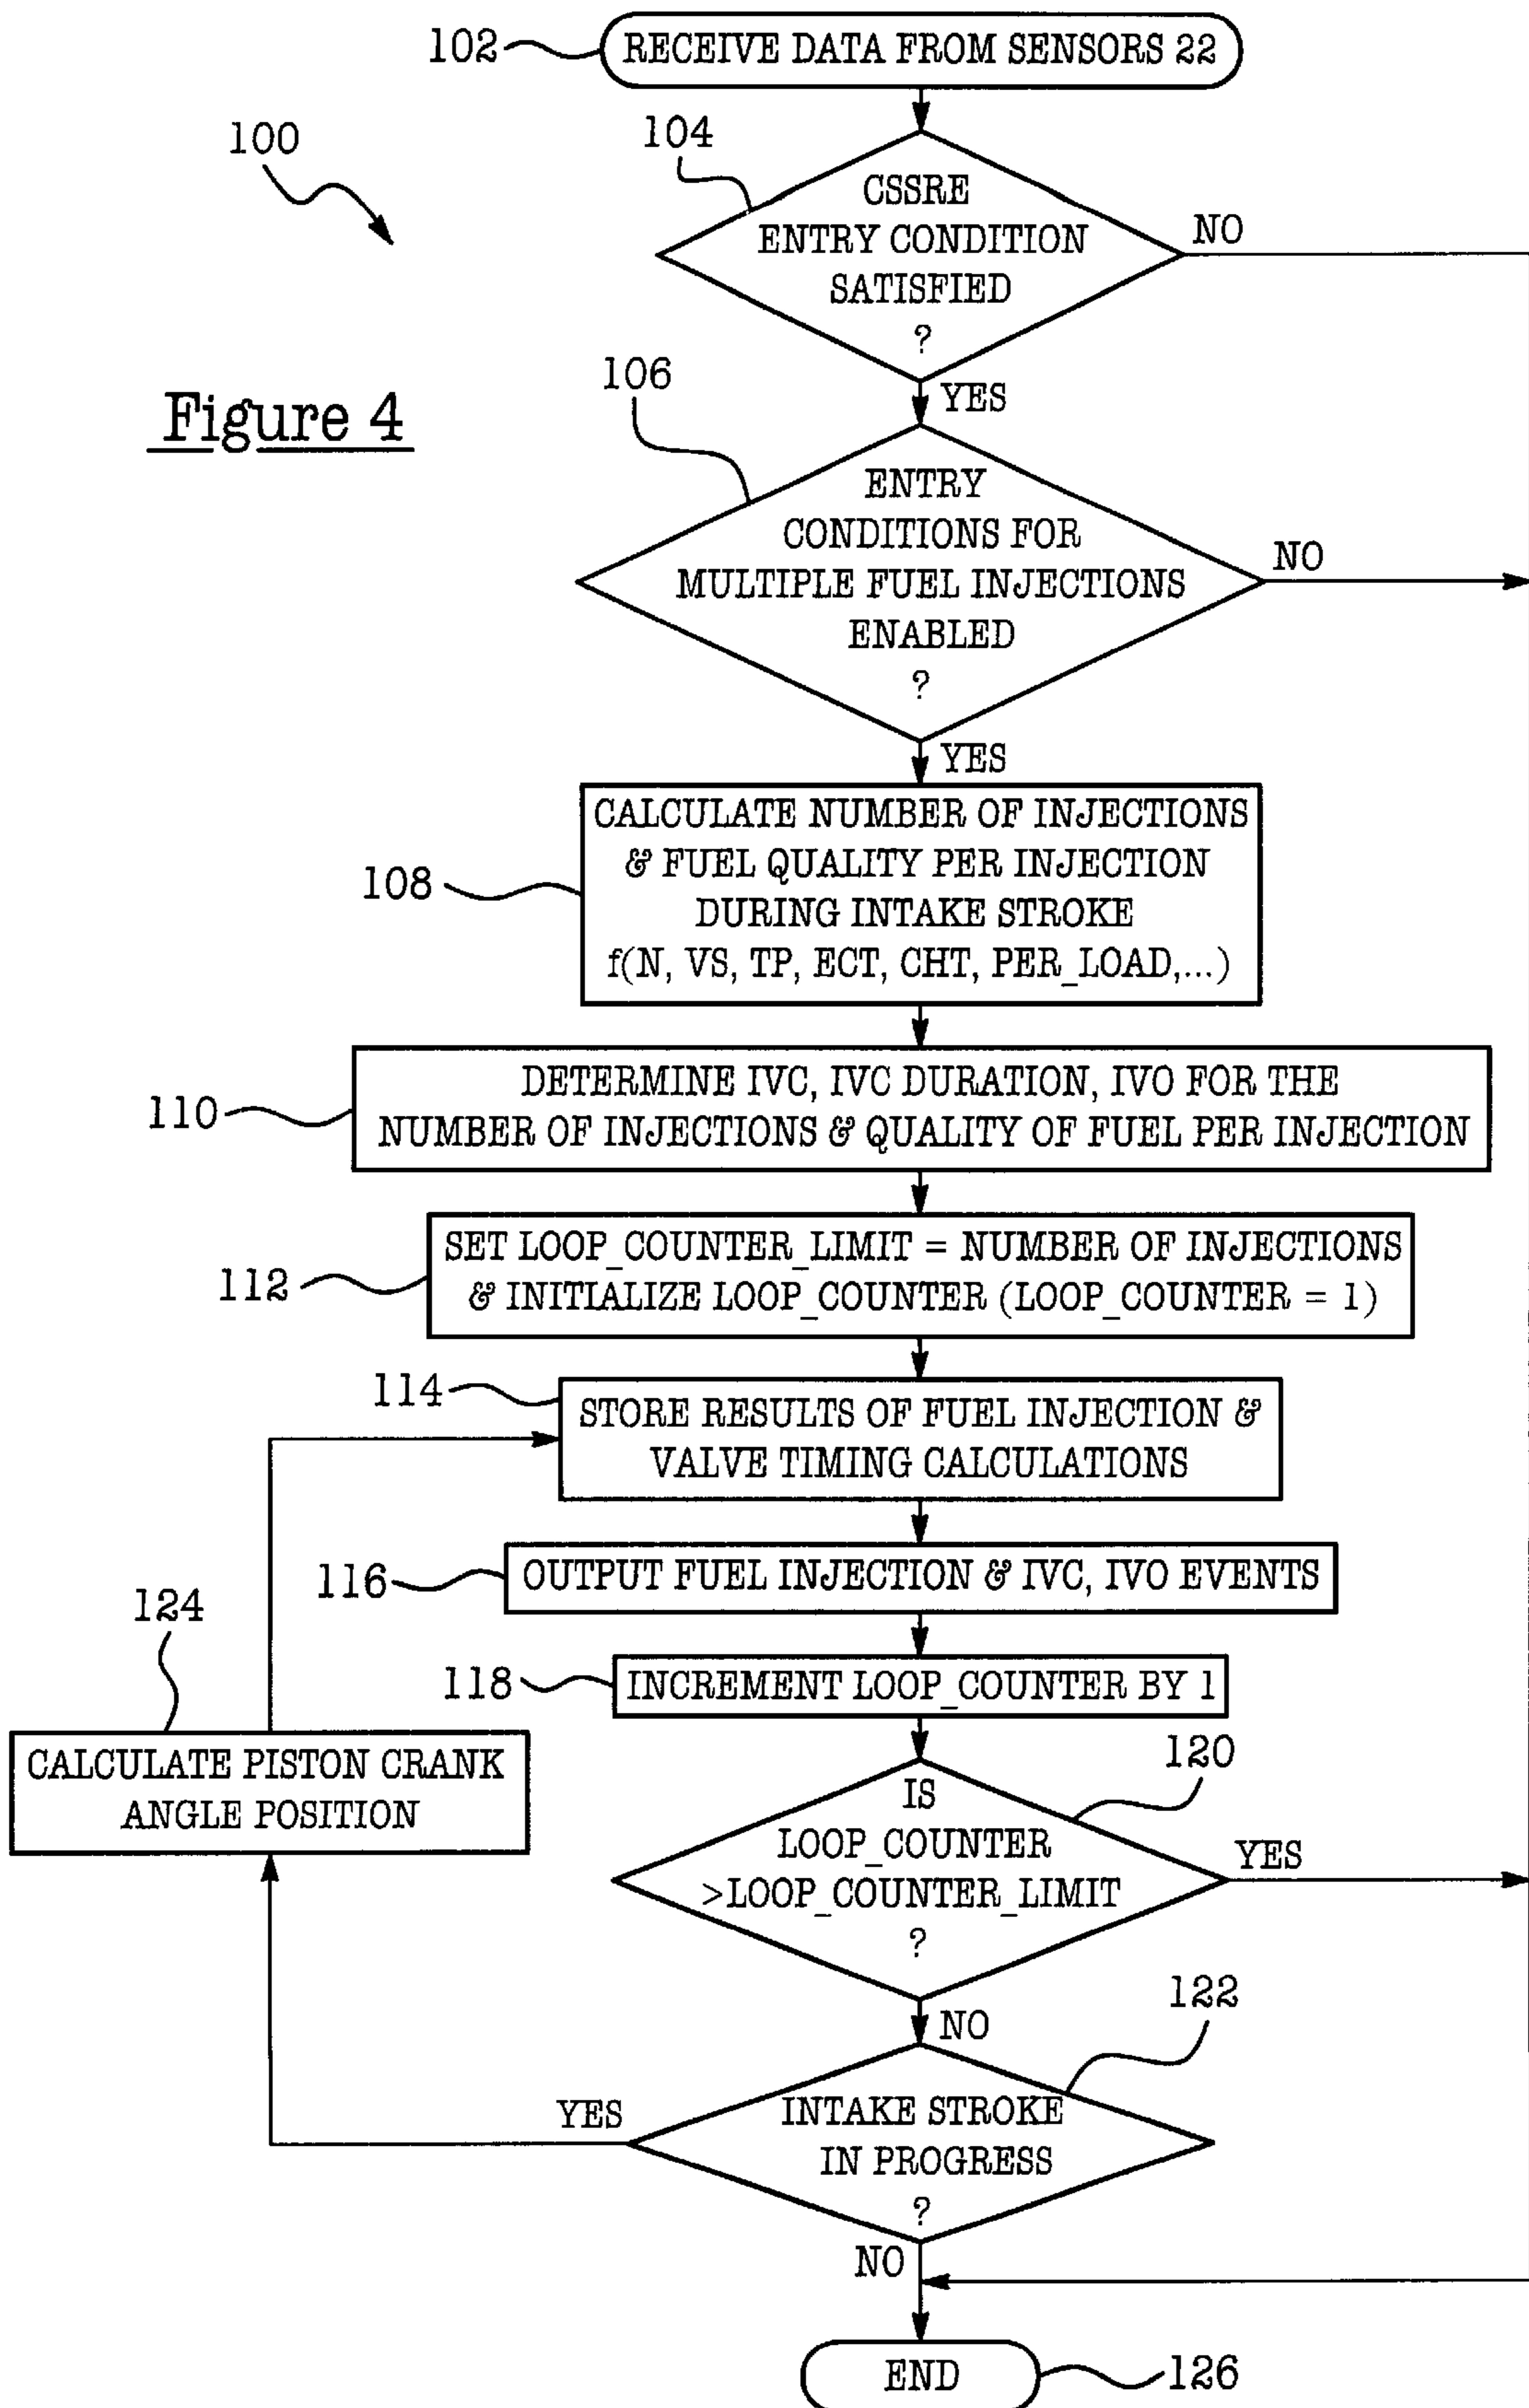 102
RECEIVE DATA FROM SENSORS 22
100
104
CSSRE
ENTRY CONDITION
SATISFIED
?
NO
YES
Figure 4
106
ENTRY
CONDITIONS FOR
MULTIPLE FUEL INJECTIONS
ENABLED
?
NO
YES
108
CALCULATE NUMBER OF INJECTIONS
& FUEL QUALITY PER INJECTION
DURING INTAKE STROKE
f(N, VS, TP, ECT, CHT, PER_LOAD,...)
110
DETERMINE IVC, IVC DURATION, IVO FOR THE
NUMBER OF INJECTIONS & QUALITY OF FUEL PER INJECTION
112
SET LOOP_COUNTER_LIMIT = NUMBER OF INJECTIONS
& INITIALIZE LOOP_COUNTER (LOOP_COUNTER = 1)
114
STORE RESULTS OF FUEL INJECTION &
VALVE TIMING CALCULATIONS
116
OUTPUT FUEL INJECTION & IVC, IVO EVENTS
124
118
INCREMENT LOOP_COUNTER BY 1
CALCULATE PISTON CRANK
ANGLE POSITION
120
IS
LOOP_COUNTER
>LOOP_COUNTER_LIMIT
?
YES
NO
122
INTAKE STROKE
IN PROGRESS
?
YES
NO
END
126